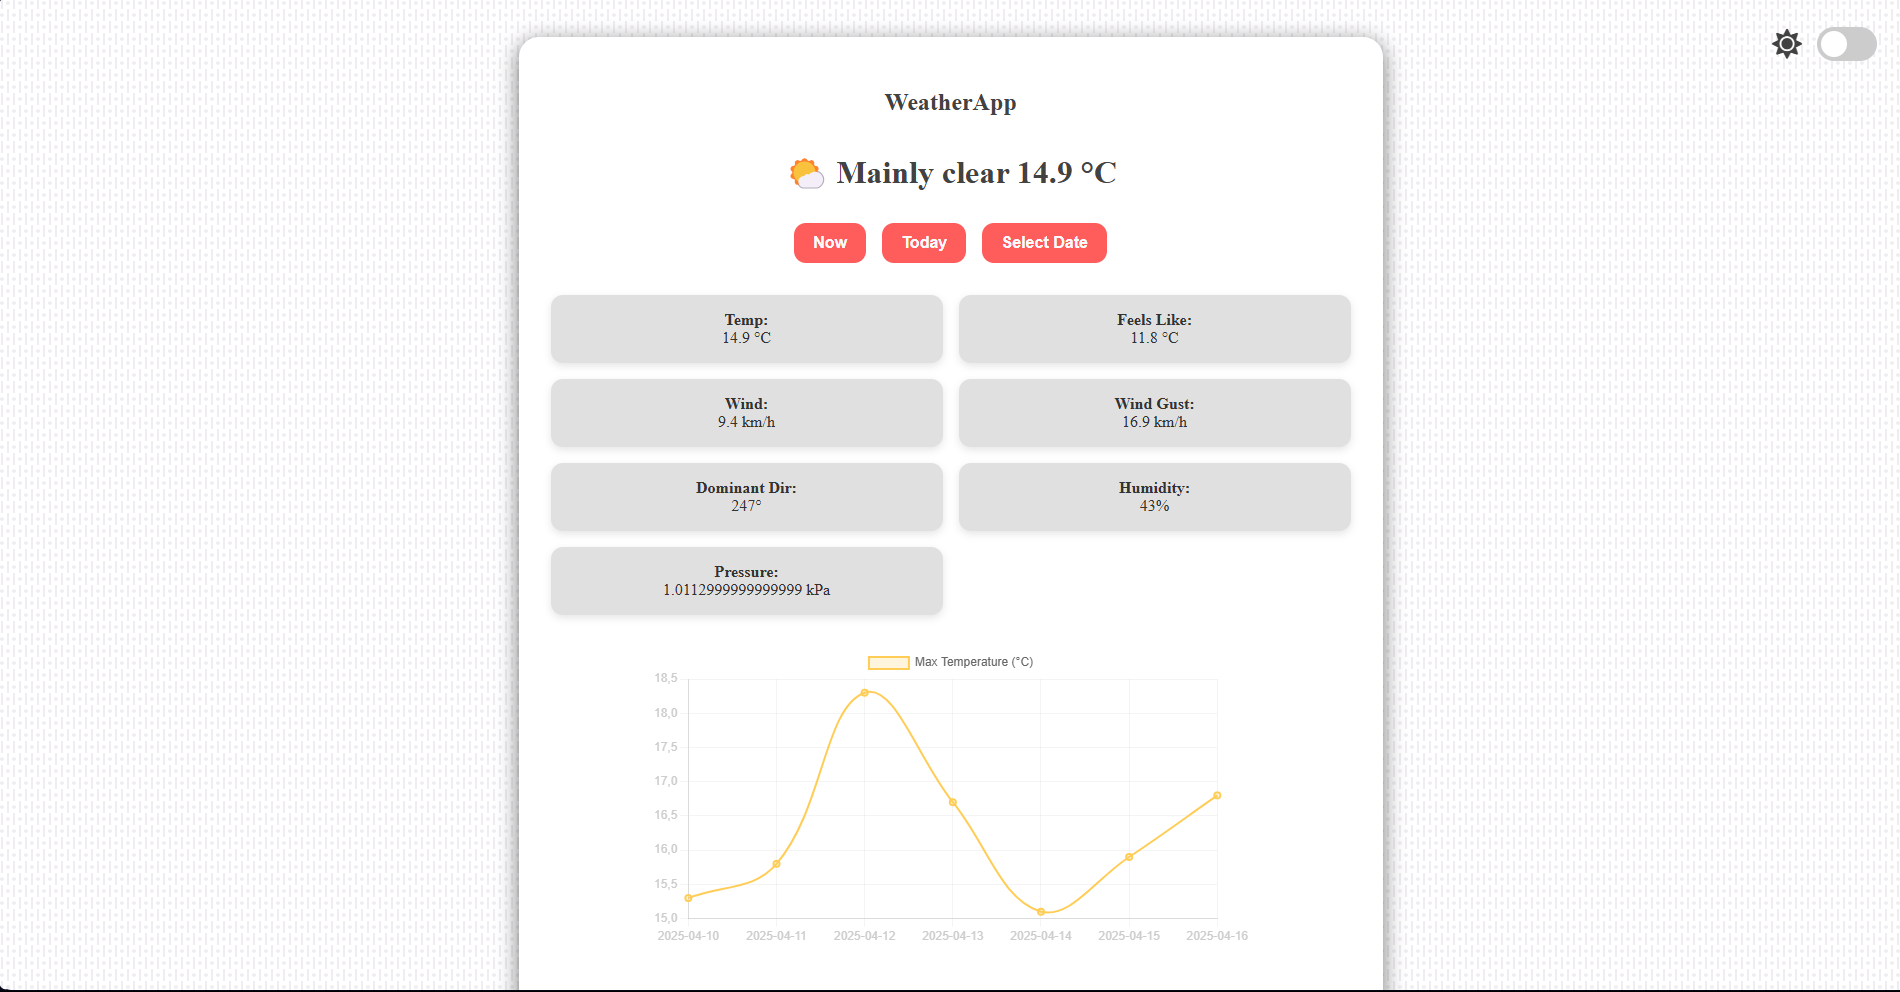 WeatherApp
Mainly clear 14.9 °C
Now Today Select Date
Temp:
14.9 °C
Feels Like:
11.8 °C
Wind:
9.4 km/h
Wind Gust:
16.9 km/h
Dominant Dir:
247°
Humidity:
43%
Pressure:
1.0112999999999999 kPa
Max Temperature (°C)
18,5
18,0
17,5
17,0
16,5
16,0
15,5
15,0
2025-04-10 2025-04-11 2025-04-12 2025-04-13 2025-04-14 2025-04-15 2025-04-16